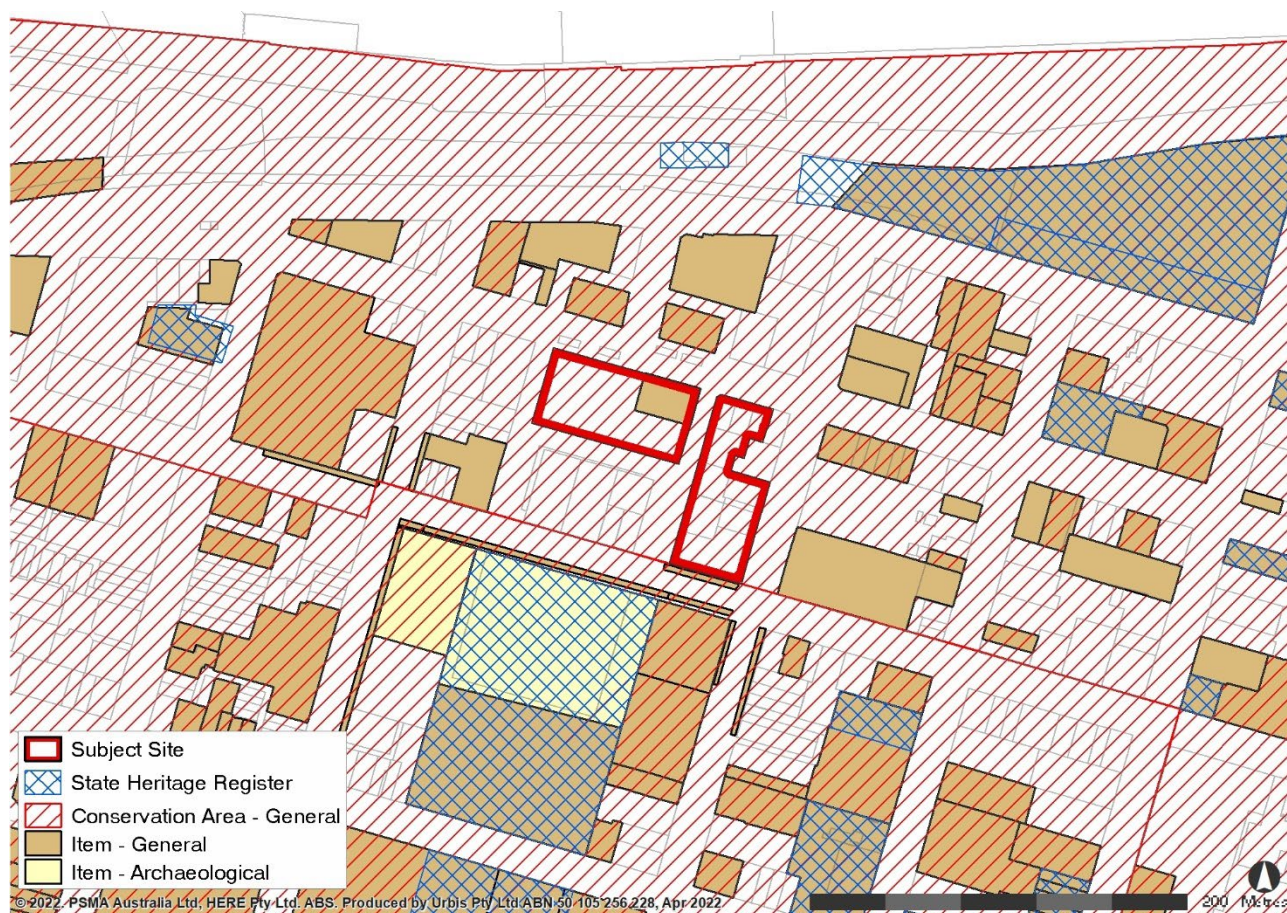 Subject Site
State Heritage Register
Conservation Area - General
Item - General
Item - Archaeological
© 2022. PSMA Australia Ltd, HERE Pty Ltd. ABS. Produced by Urbis Pty Ltd ABN 50 105 256 228, Apr 2022
200 Metres